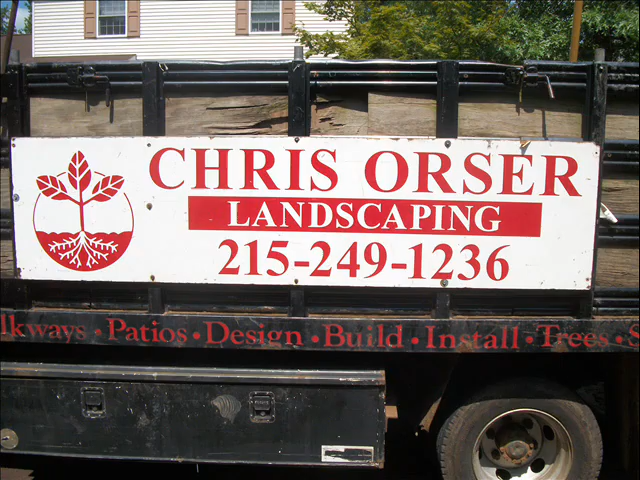 CHRIS ORSER
LANDSCAPING
215-249-1236
lkways • Patios • Design • Build • Install • Trees • S